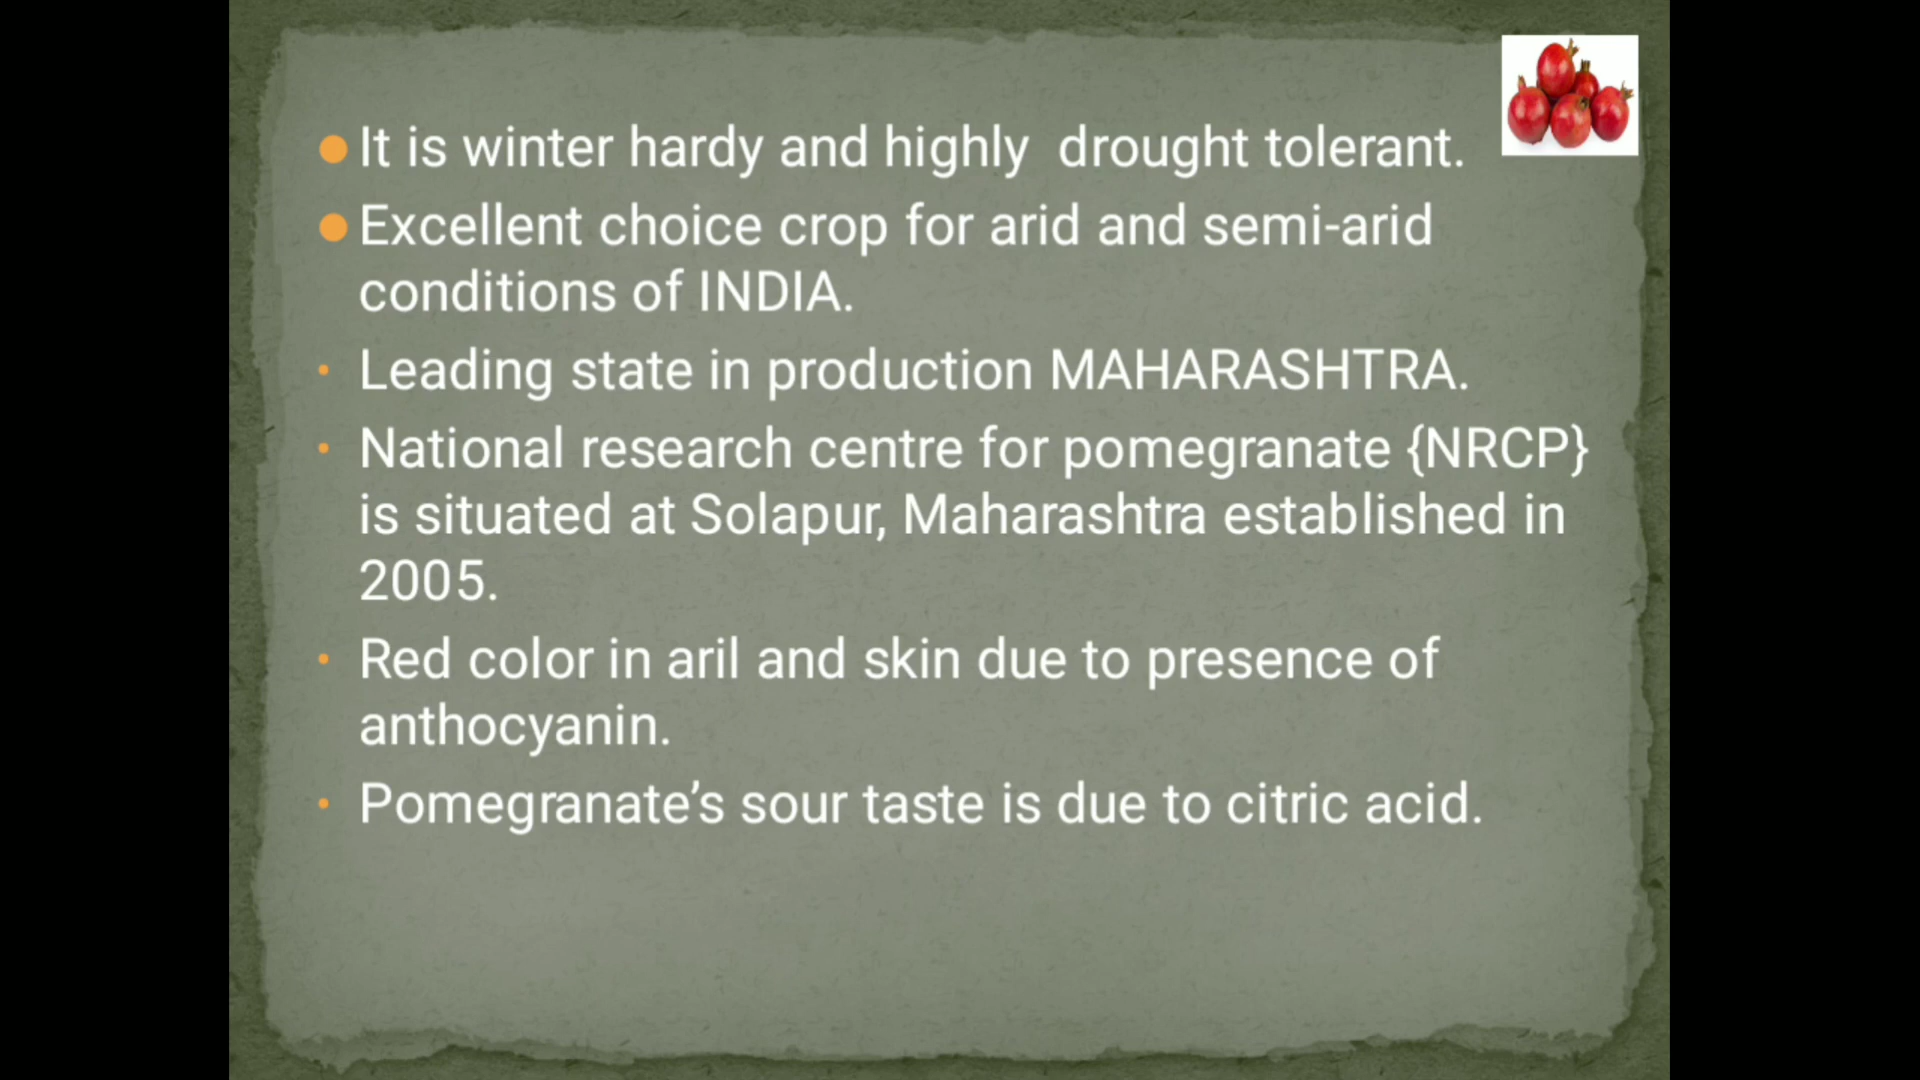 It is winter hardy and highly  drought tolerant.
Excellent choice crop for arid and semi-arid
conditions of INDIA.
Leading state in production MAHARASHTRA.
National research centre for pomegranate {NRCP}
is situated at Solapur, Maharashtra established in
2005.
Red color in aril and skin due to presence of
anthocyanin.
Pomegranate’s sour taste is due to citric acid.